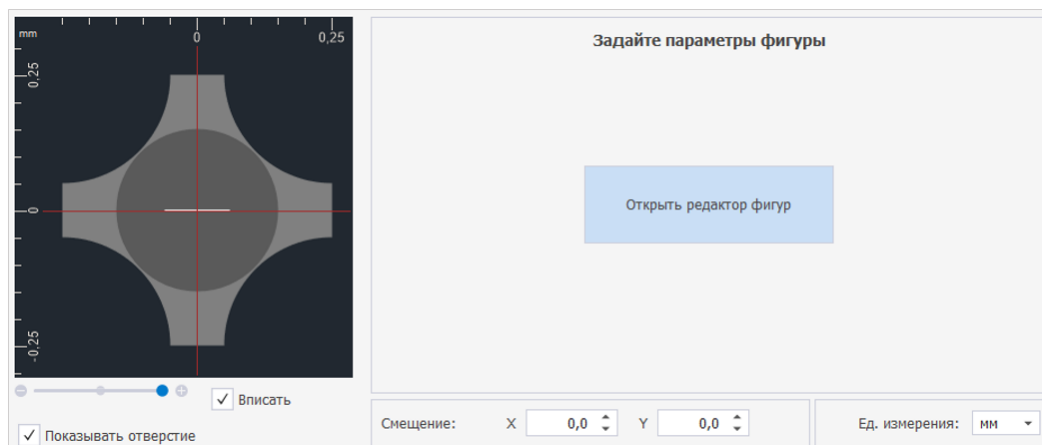 mm
0
0,25
0,25
0
-0,25
Вписать
Показывать отверстие
Задайте параметры фигуры
Открыть редактор фигур
Смещение: X 0,0 Y 0,0
Ед. измерения: мм